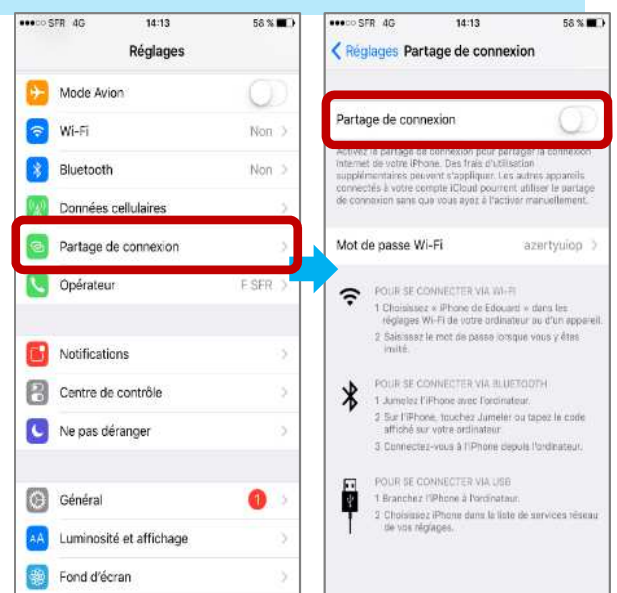 SFR 4G 14:13 58 %
Réglages
Mode Avion
Wi-Fi Non
Bluetooth Non
Données cellulaires
Partage de connexion
Opérateur F SFR
Notifications
Centre de contrôle
Ne pas déranger
Général 1
AA Luminosité et affichage
Fond d'écran
SFR 4G 14:13 58 %
Réglages Partage de connexion
Partage de connexion
Activez le partage de connexion pour partager la connexion
Internet de votre iPhone. Des frais d'utilisation
supplémentaires peuvent s'appliquer. Les autres appareils
connectés à votre compte iCloud pourront utiliser le partage
de connexion sans que vous ayez à l'activer manuellement.
Mot de passe Wi-Fi azertyuiop
POUR SE CONNECTER VIA WI-FI
1 Choisissez « iPhone de Edouard » dans les
réglages Wi-Fi de votre ordinateur ou d'un appareil.
2 Saisissez le mot de passe lorsque vous y êtes
invité.
POUR SE CONNECTER VIA BLUETOOTH
1 Jumelez l'iPhone avec l'ordinateur.
2 Sur l'iPhone, touchez Jumeler ou tapez le code
affiché sur votre ordinateur.
3 Connectez-vous à l'iPhone depuis l'ordinateur.
POUR SE CONNECTER VIA USB
1 Branchez l'iPhone à l'ordinateur.
2 Choisissez iPhone dans la liste de services réseau
de vos réglages.